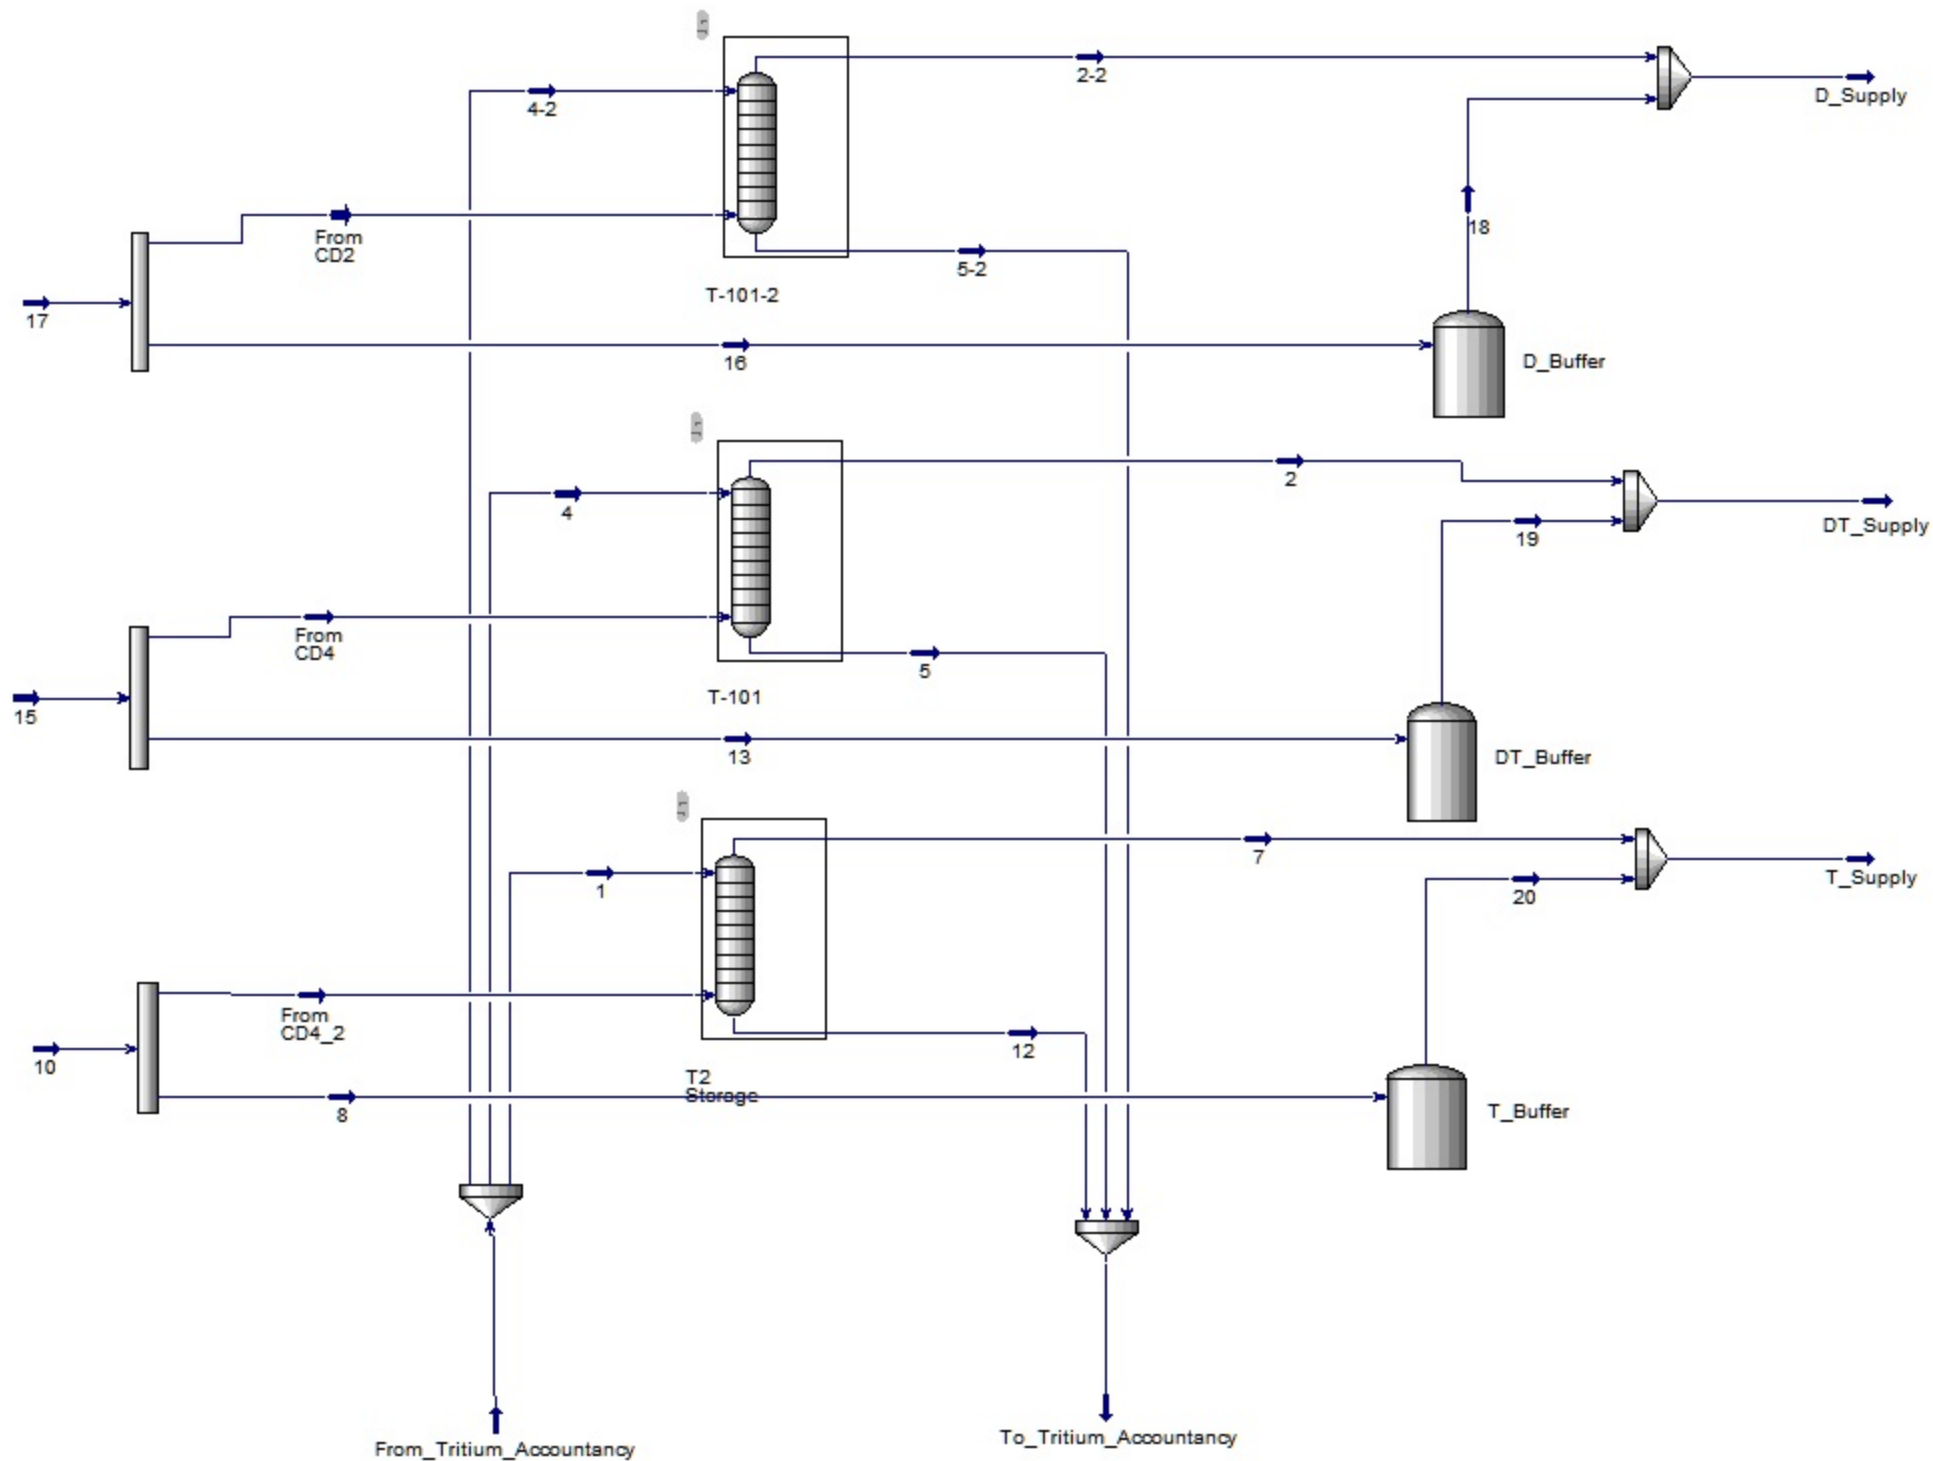 2-2
D_Supply
4-2
18
From
CD2
5-2
T-101-2
17
16
D_Buffer
2
4
DT_Supply
19
From
CD4
5
T-101
15
13
DT_Buffer
7
1
T_Supply
20
From
CD4_2
12
10
T2
Storage
8
T_Buffer
From_Tritium_Accountancy
To_Tritium_Accountancy